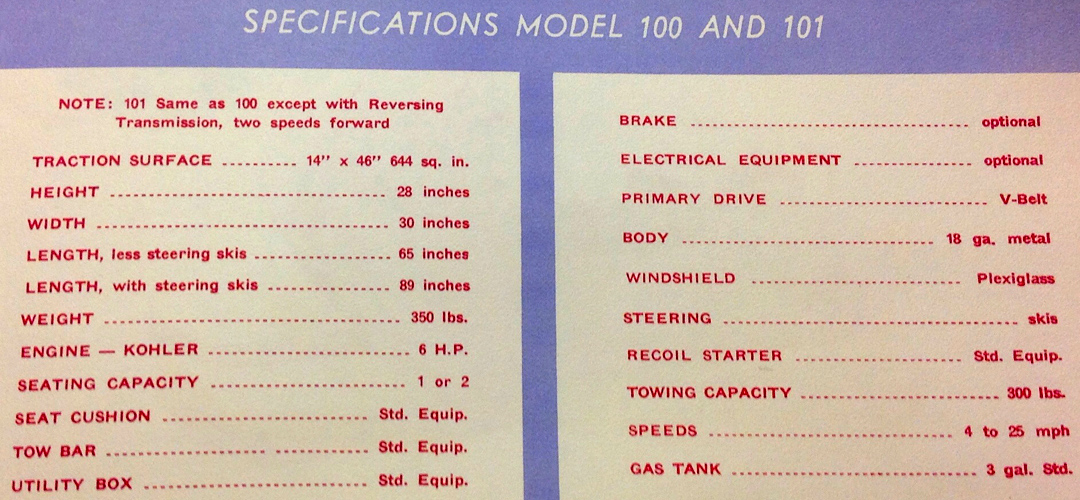 SPECIFICATIONS MODEL 100 AND 101
NOTE: 101 Same as 100 except with Reversing
Transmission, two speeds forward
TRACTION SURFACE .......... 14" x 46" 644 sq. in.
HEIGHT .......... 28 inches
WIDTH .......... 30 inches
LENGTH, less steering skis .......... 65 inches
LENGTH, with steering skis .......... 89 inches
WEIGHT .......... 350 lbs.
ENGINE — KOHLER .......... 6 H.P.
SEATING CAPACITY .......... 1 or 2
SEAT CUSHION .......... Std. Equip.
TOW BAR .......... Std. Equip.
UTILITY BOX .......... Std. Equip.
BRAKE .......... optional
ELECTRICAL EQUIPMENT .......... optional
PRIMARY DRIVE .......... V-Belt
BODY .......... 18 ga. metal
WINDSHIELD .......... Plexiglass
STEERING .......... skis
RECOIL STARTER .......... Std. Equip.
TOWING CAPACITY .......... 300 lbs.
SPEEDS .......... 4 to 25 mph
GAS TANK .......... 3 gal. Std.